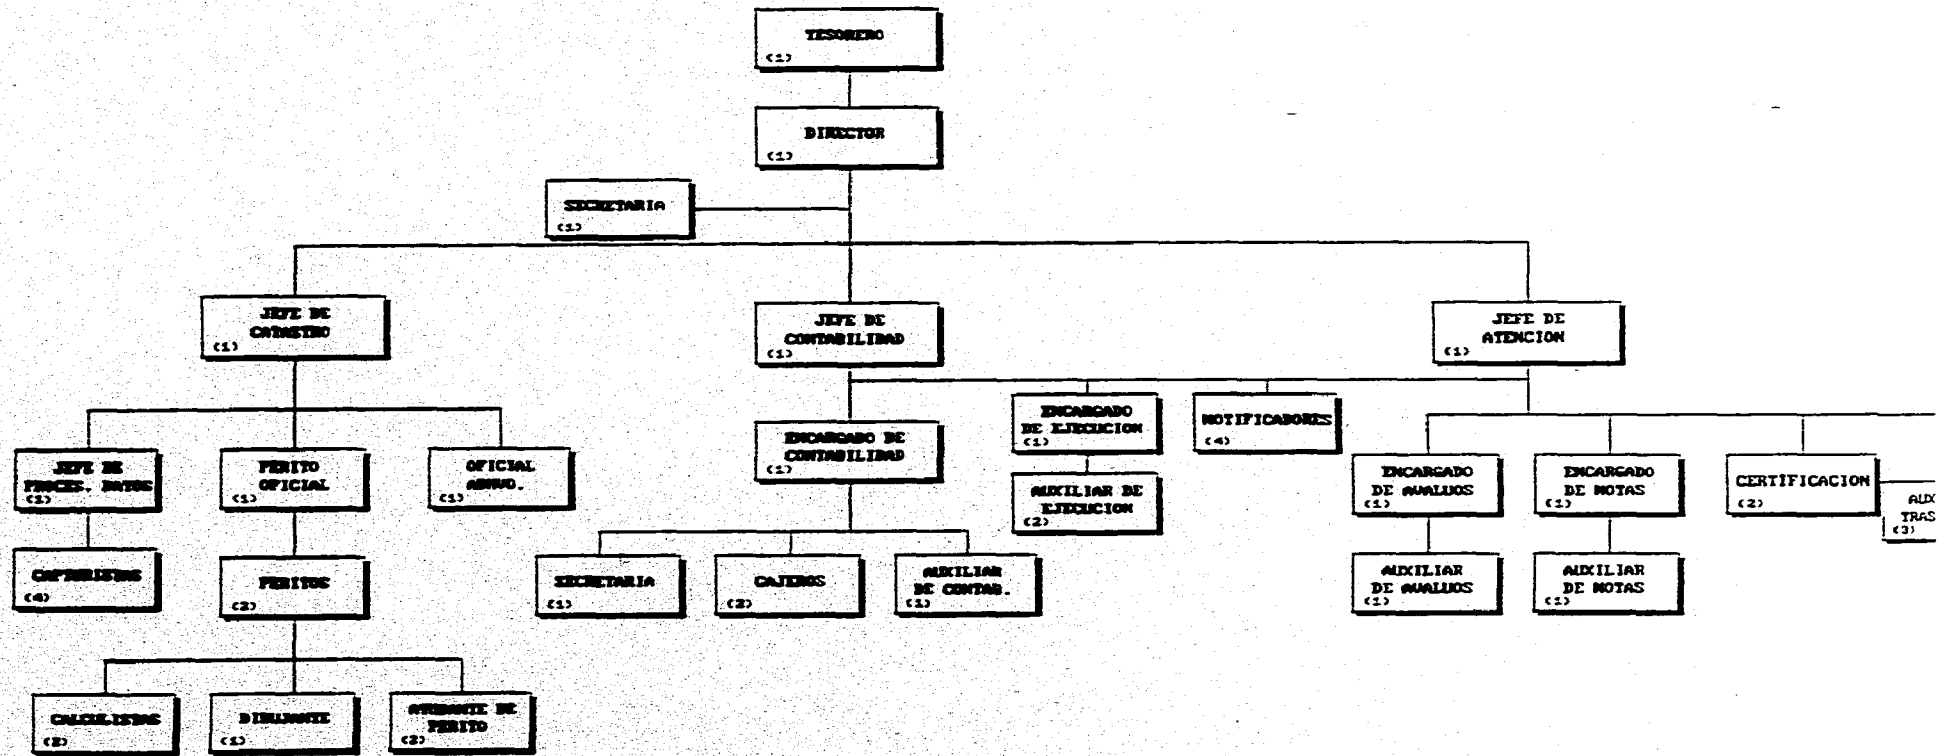 TESORERO
(1)
DIRECTOR
(1)
SECRETARIA
(1)
JEFE DE
CATASTRO
(1)
JEFE DE
CONTABILIDAD
(1)
JEFE DE
ATENCION
(1)
JEFE DE
PROCES. DATOS
(1)
PERITO
OFICIAL
(1)
OFICIAL
ADMVO.
(1)
ENCARGADO DE
CONTABILIDAD
(1)
ENCARGADO
DE EJECUCION
(1)
NOTIFICADORES
(4)
AUXILIAR DE
EJECUCION
(2)
ENCARGADO
DE AVALUOS
(1)
ENCARGADO
DE NOTAS
(1)
CERTIFICACION
(2)
AUX
TRAS
(3)
CAPTURISTAS
(4)
PERITOS
(2)
SECRETARIA
(1)
CAJEROS
(2)
AUXILIAR
DE CONTAB.
(1)
AUXILIAR
DE AVALUOS
(1)
AUXILIAR
DE NOTAS
(1)
CALCULISTAS
(2)
DIBUJANTE
(1)
AYUDANTE DE
PERITO
(2)